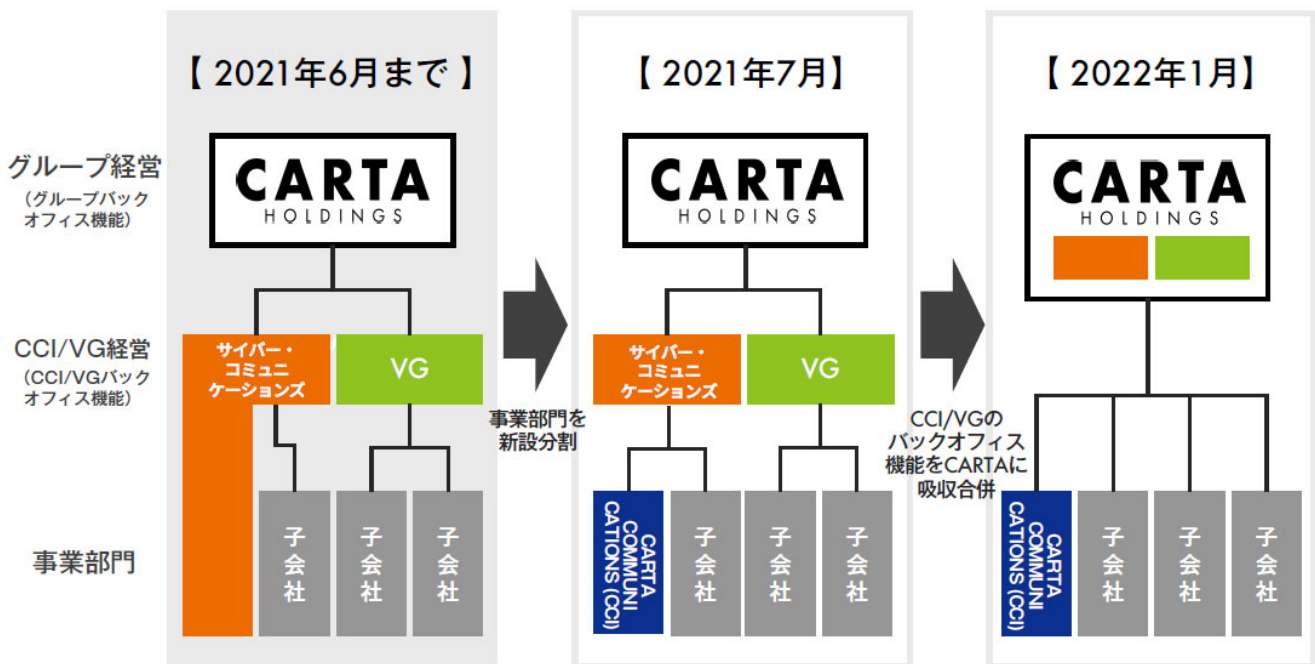 【 2021年6月まで 】
【 2021年7月】
【 2022年1月】
グループ経営
（グループバック
オフィス機能）
CARTA
HOLDINGS
CARTA
HOLDINGS
CARTA
HOLDINGS
CCI/VG経営
（CCI/VGバック
オフィス機能）
サイバー・
コミュニ
ケーションズ
VG
事業部門を
新設分割
サイバー・
コミュニ
ケーションズ
VG
CCI/VGの
バックオフィス
機能をCARTAに
吸収合併
事業部門
子会社
子会社
子会社
CARTA
COMMUNI
CATIONS (CCI)
子会社
子会社
子会社
CARTA
COMMUNI
CATIONS (CCI)
子会社
子会社
子会社